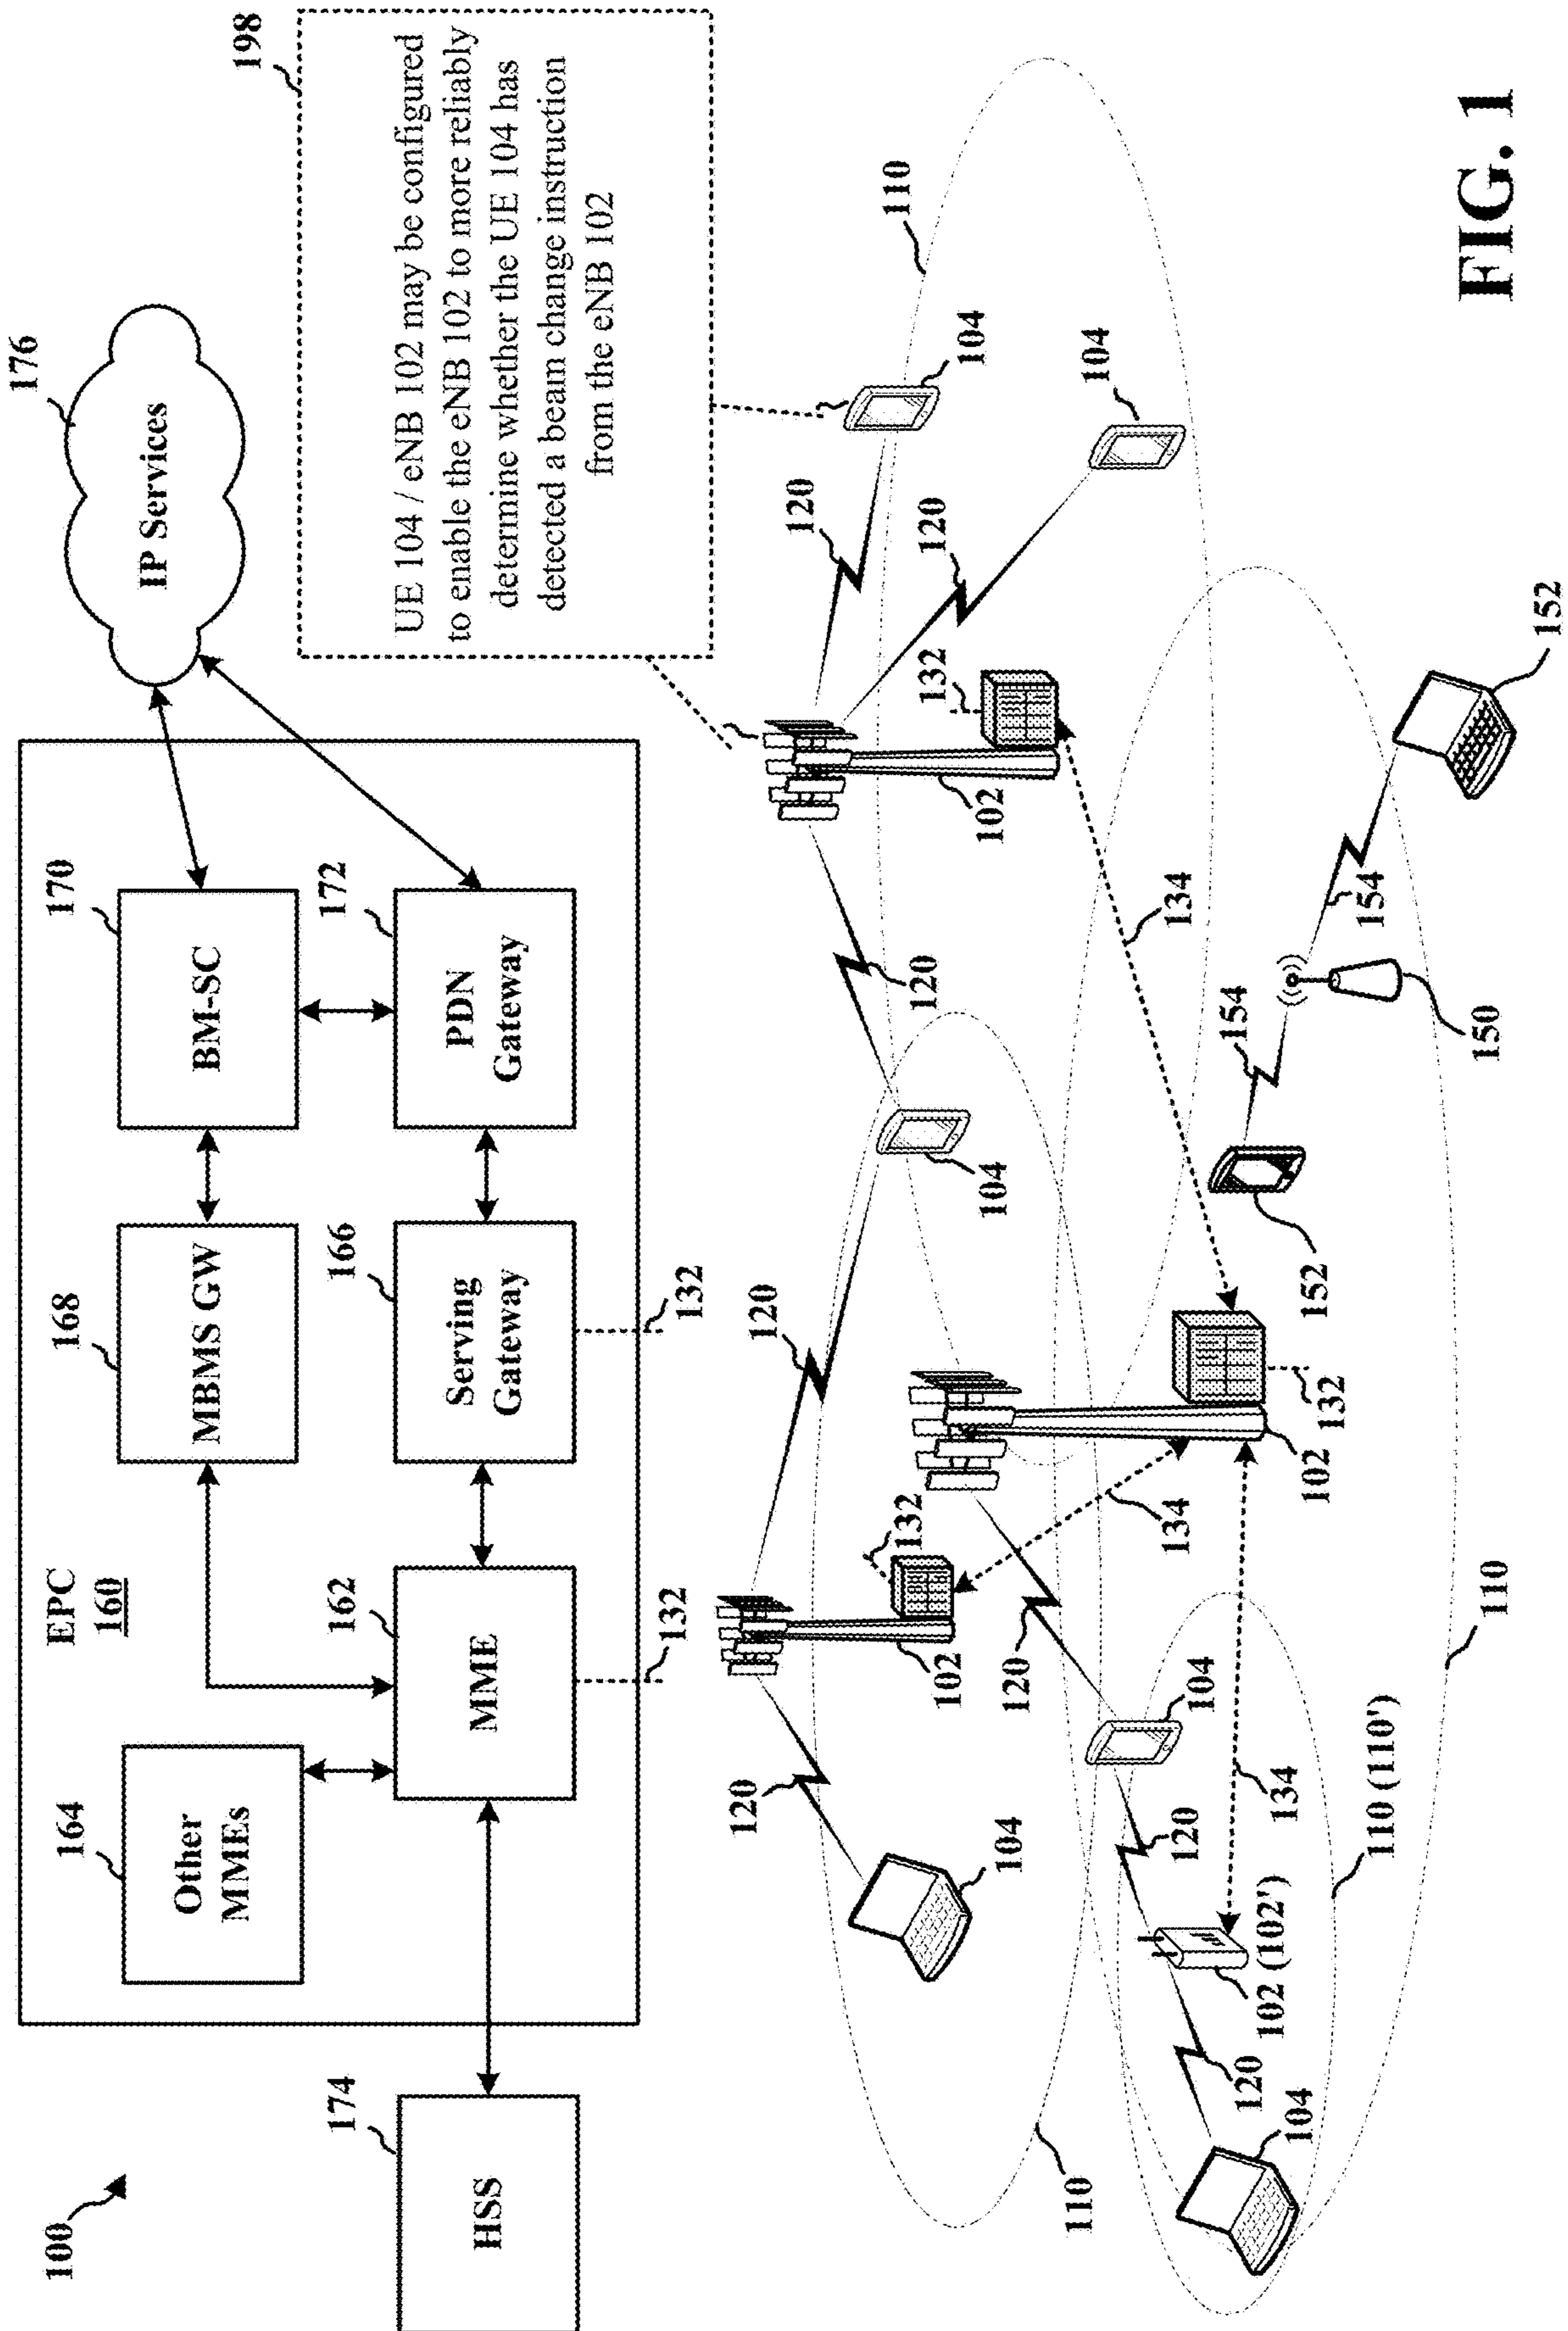 100
174
HSS
EPC
160
164
Other
MMEs
162
MME
168
MBMS GW
166
Serving
Gateway
170
BM-SC
172
PDN
Gateway
132
132
176
IP Services
198
UE 104 / eNB 102 may be configured
to enable the eNB 102 to more reliably
determine whether the UE 104 has
detected a beam change instruction
from the eNB 102
110
104
120
102
132
120
104
120
102
132
120
120
104
104
110
104
120
102 (102')
120
104
120
134
134
102
132
134
110 (110')
110
152
154
150
154
152
FIG. 1